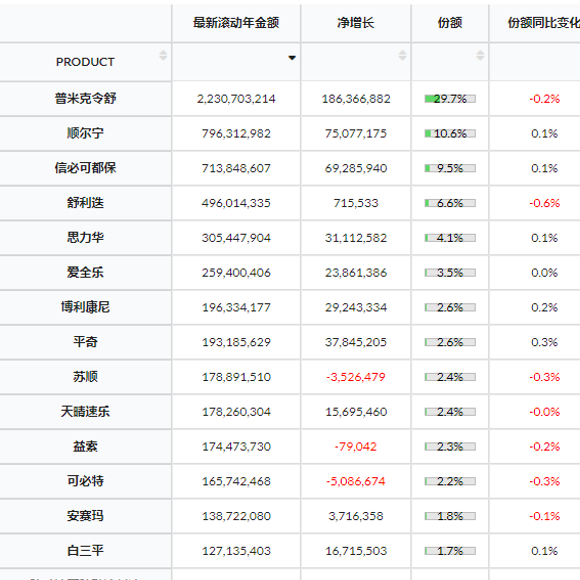 最新滚动年金额 净增长 份额 份额同比变化
PRODUCT
普米克令舒 2,230,703,214 186,366,882 29.7% -0.2%
顺尔宁 796,312,982 75,077,175 10.6% 0.1%
信必可都保 713,848,607 69,285,940 9.5% 0.1%
舒利迭 496,014,335 715,533 6.6% -0.6%
思力华 305,447,904 31,112,582 4.1% 0.1%
爱全乐 259,400,406 23,861,386 3.5% 0.0%
博利康尼 196,334,177 29,243,334 2.6% 0.2%
平奇 193,185,629 37,845,205 2.6% 0.3%
苏顺 178,891,510 -3,526,479 2.4% -0.3%
天晴速乐 178,260,304 15,695,460 2.4% -0.0%
益索 174,473,730 -79,042 2.3% -0.2%
可必特 165,742,468 -5,086,674 2.2% -0.3%
安赛玛 138,722,080 3,716,358 1.8% -0.1%
白三平 127,135,403 16,715,503 1.7% 0.1%